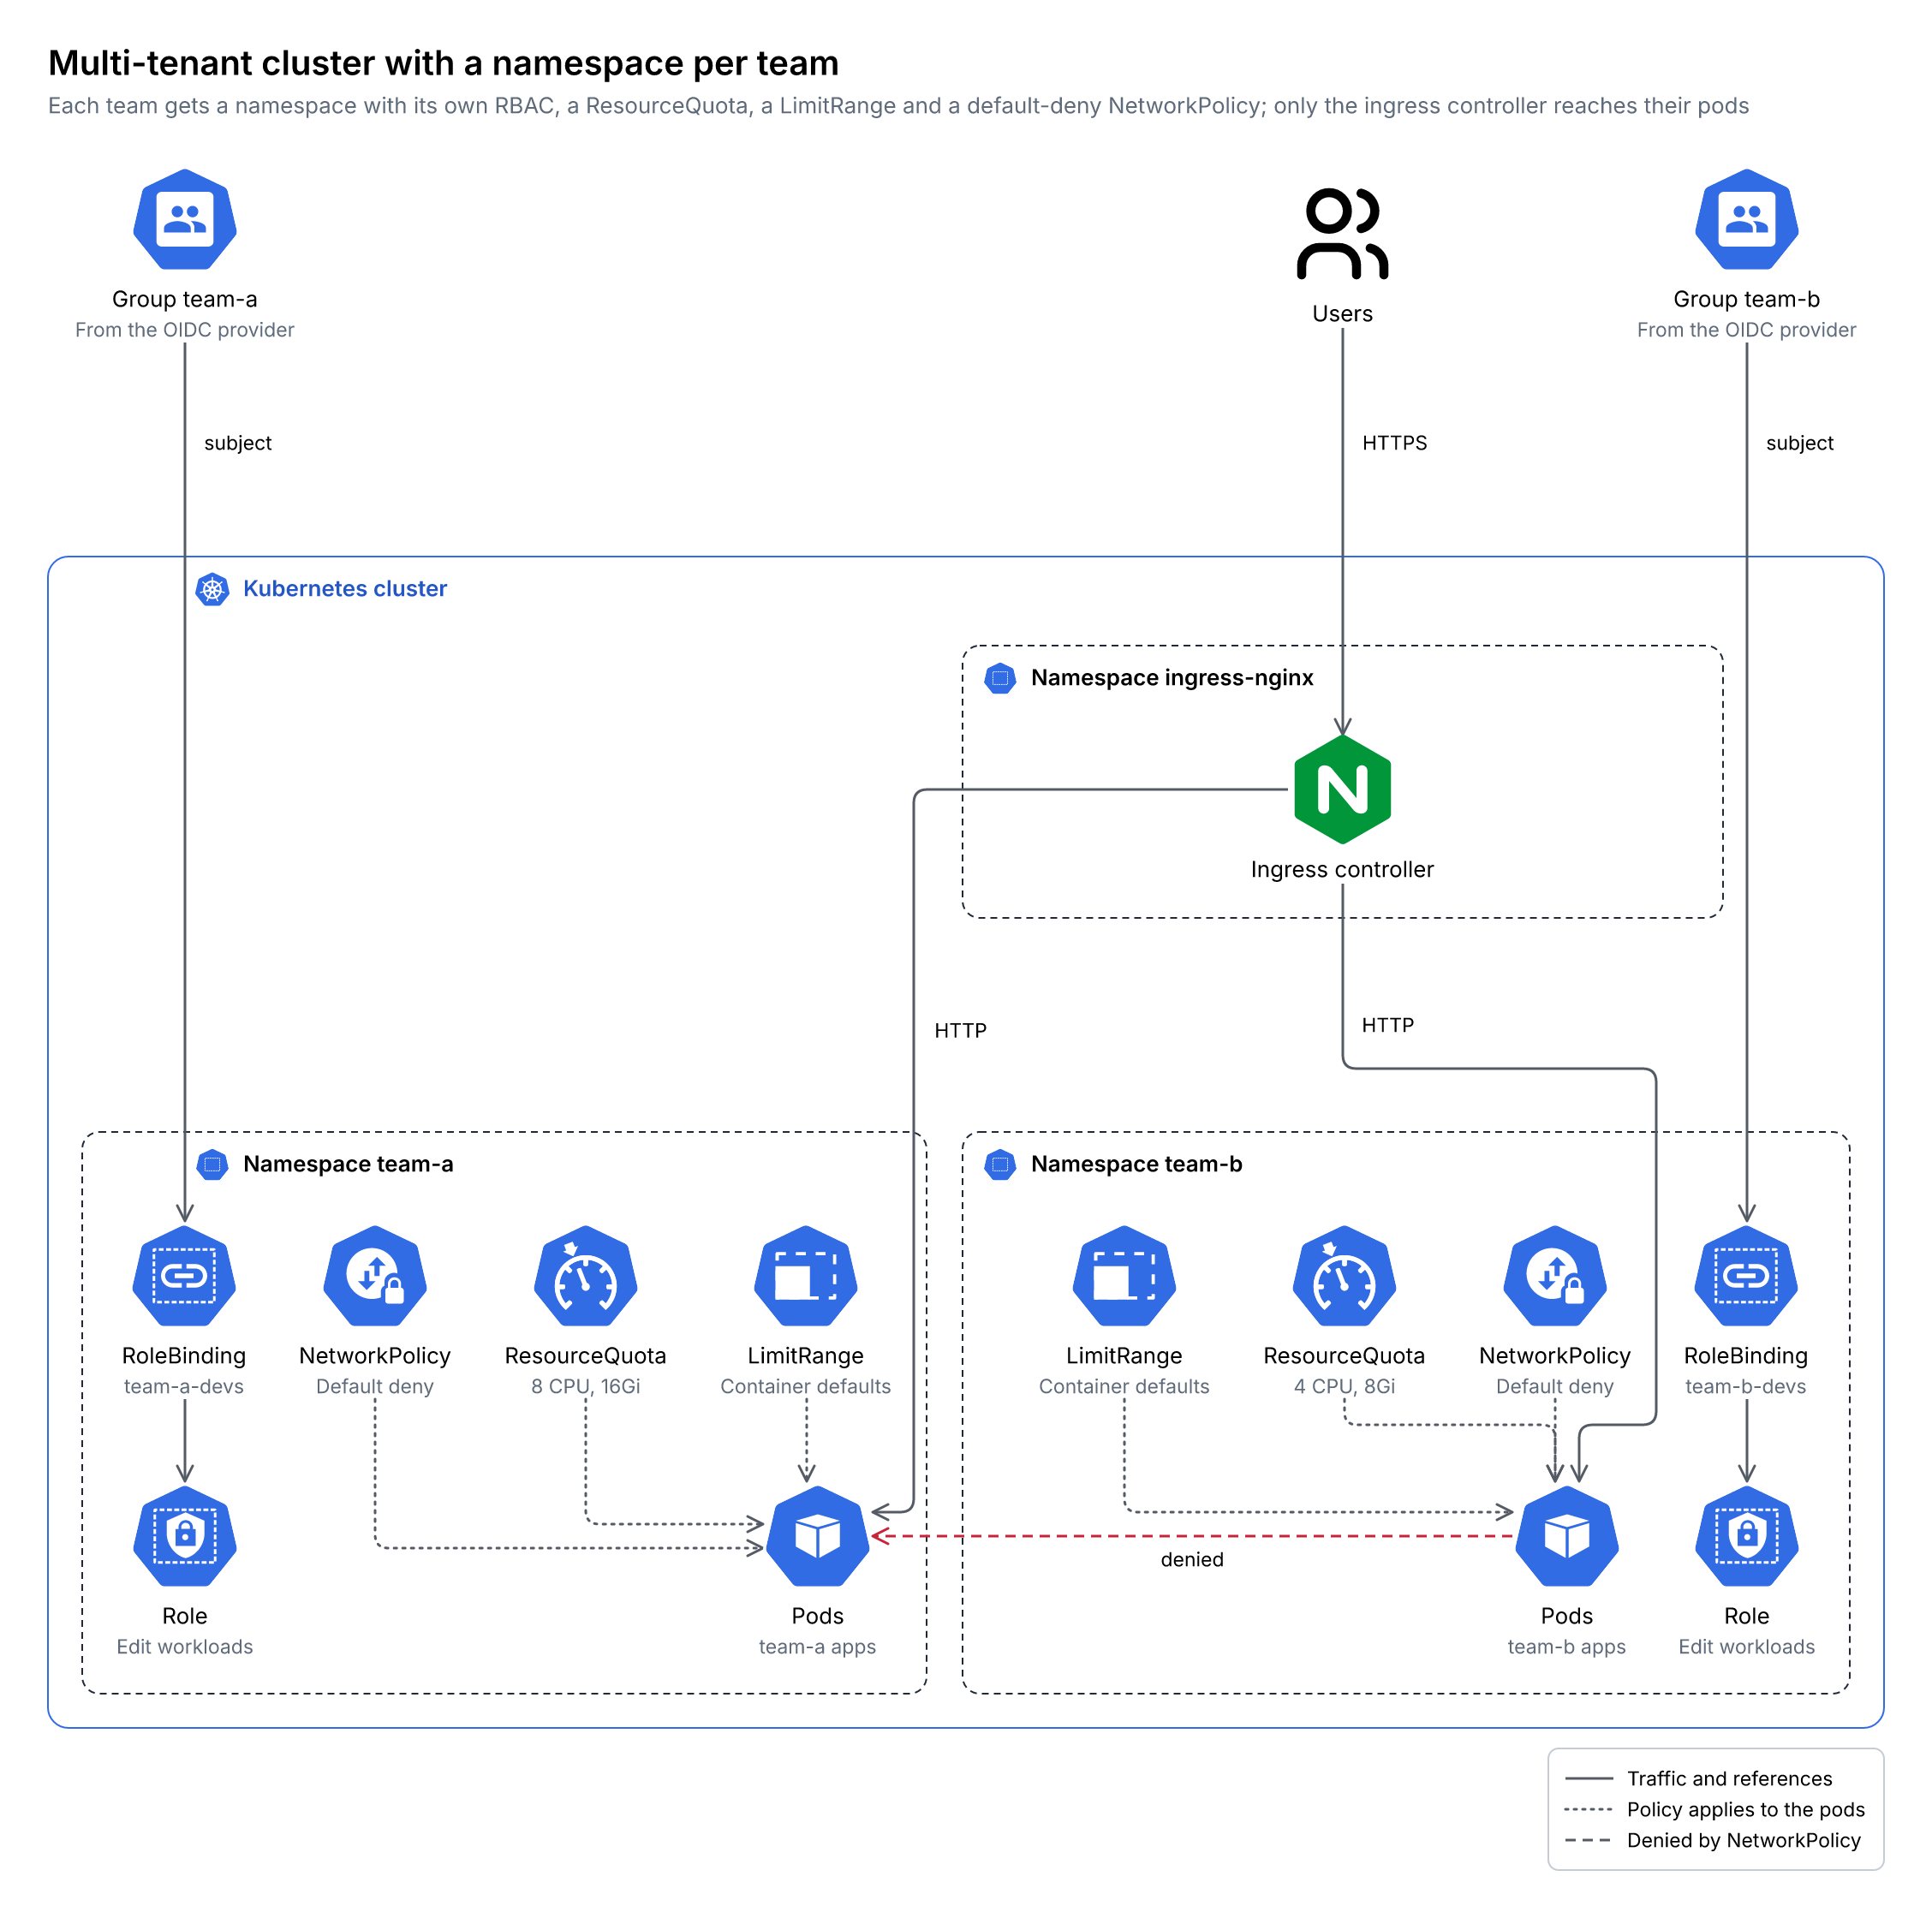 Multi-tenant cluster with a namespace per team
Each team gets a namespace with its own RBAC, a ResourceQuota, a LimitRange and a default-deny NetworkPolicy; only the ingress controller reaches their pods
Group team-a
From the OIDC provider
Users
Group team-b
From the OIDC provider
subject
HTTPS
subject
Kubernetes cluster
Namespace ingress-nginx
Ingress controller
HTTP
HTTP
Namespace team-a
RoleBinding
team-a-devs
NetworkPolicy
Default deny
ResourceQuota
8 CPU, 16Gi
LimitRange
Container defaults
Role
Edit workloads
Pods
team-a apps
Namespace team-b
LimitRange
Container defaults
ResourceQuota
4 CPU, 8Gi
NetworkPolicy
Default deny
RoleBinding
team-b-devs
denied
Pods
team-b apps
Role
Edit workloads
Traffic and references
Policy applies to the pods
Denied by NetworkPolicy